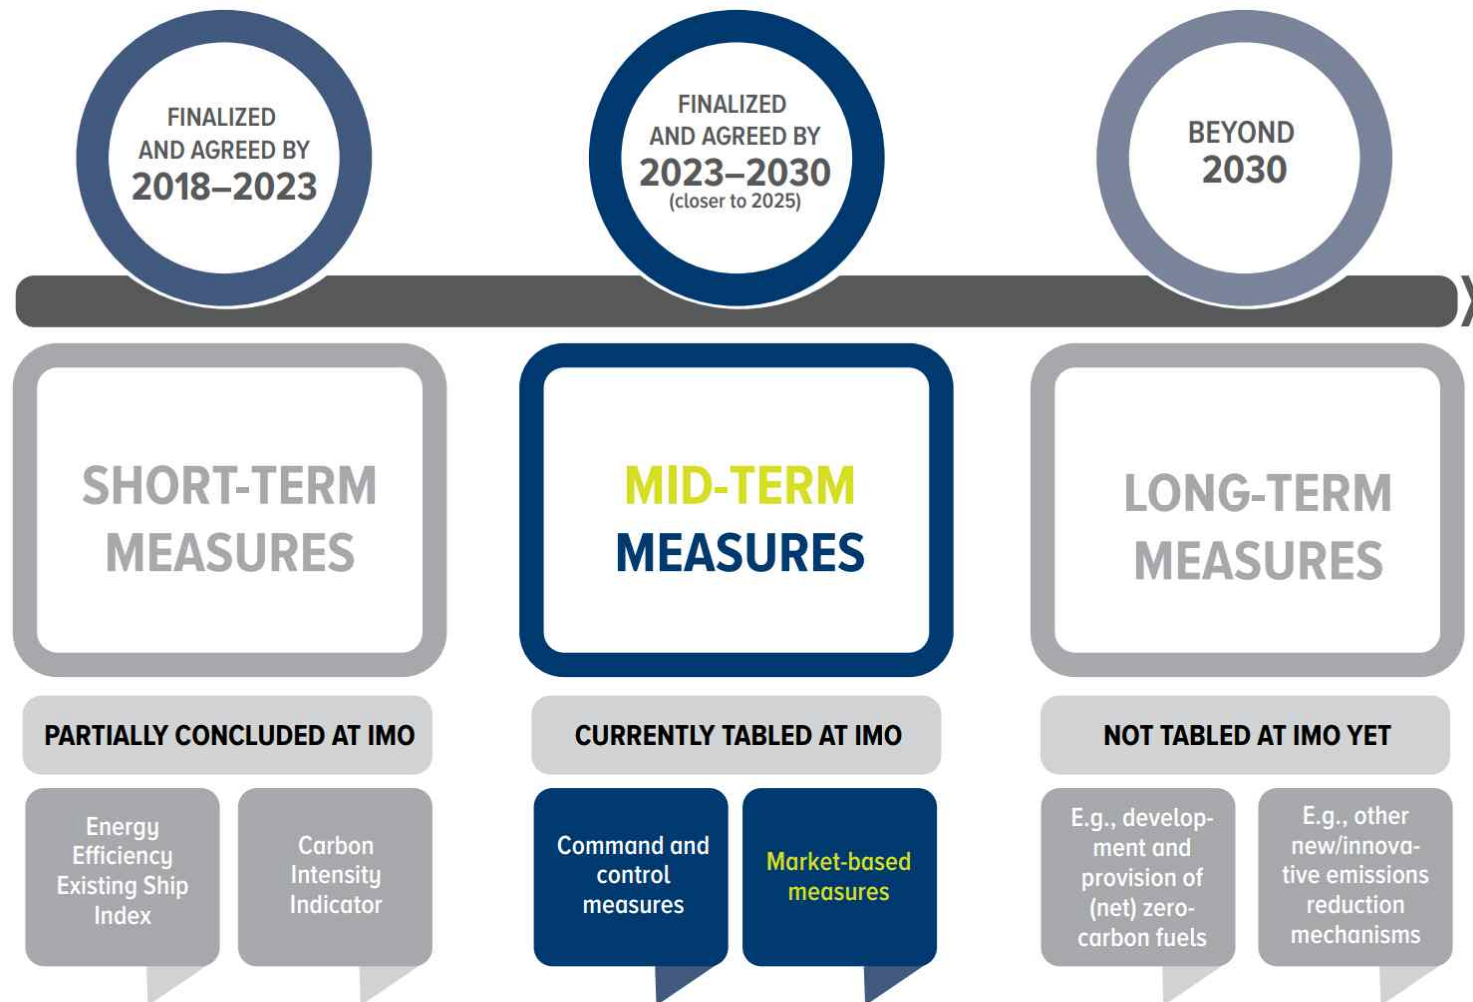 FINALIZED
AND AGREED BY
2018–2023
FINALIZED
AND AGREED BY
2023–2030
(closer to 2025)
BEYOND
2030
SHORT-TERM
MEASURES
MID-TERM
MEASURES
LONG-TERM
MEASURES
PARTIALLY CONCLUDED AT IMO
CURRENTLY TABLED AT IMO
NOT TABLED AT IMO YET
Energy
Efficiency
Existing Ship
Index
Carbon
Intensity
Indicator
Command and
control
measures
Market-based
measures
E.g., develop-
ment and
provision of
(net) zero-
carbon fuels
E.g., other
new/innova-
tive emissions
reduction
mechanisms